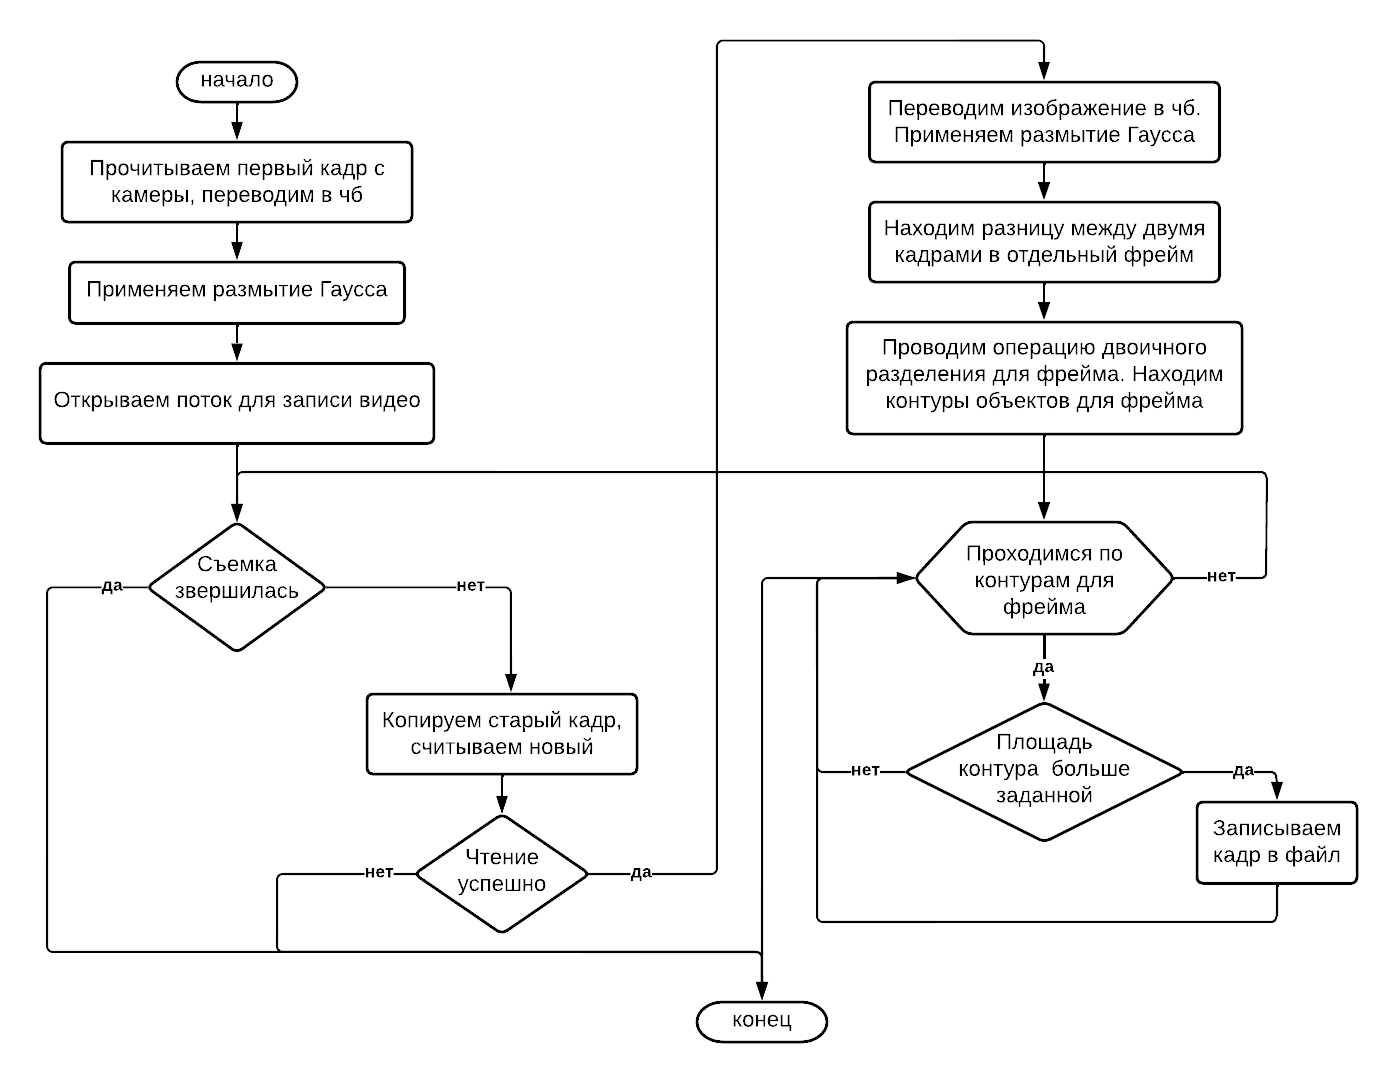 начало
Прочитываем первый кадр с
камеры, переводим в чб
Применяем размытие Гаусса
Открываем поток для записи видео
Съемка
звершилась
да
нет
Копируем старый кадр,
считываем новый
Чтение
успешно
нет
да
Переводим изображение в чб.
Применяем размытие Гаусса
Находим разницу между двумя
кадрами в отдельный фрейм
Проводим операцию двоичного
разделения для фрейма. Находим
контуры объектов для фрейма
Проходимся по
контурам для
фрейма
нет
да
Площадь
контура  больше
заданной
нет
да
Записываем
кадр в файл
конец